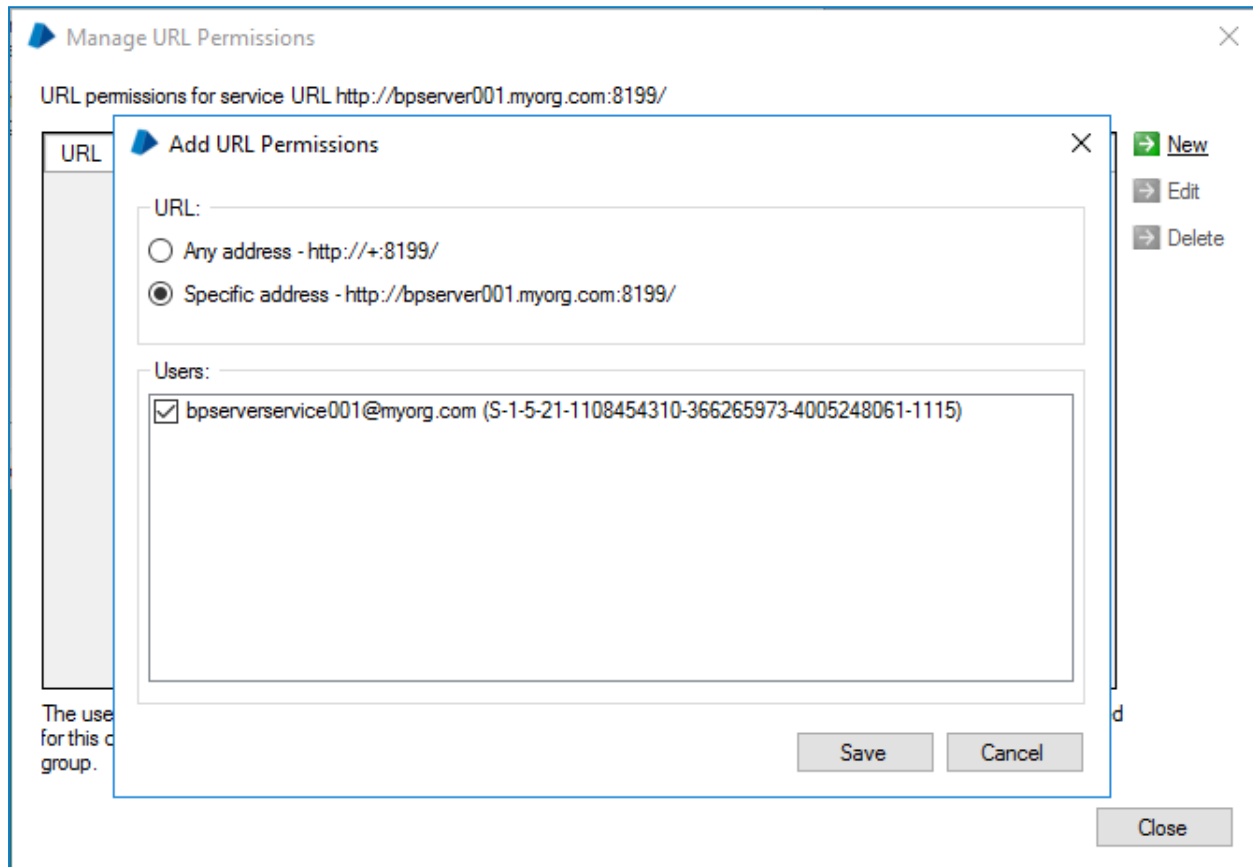 Manage URL Permissions
URL permissions for service URL http://bpserver001.myorg.com:8199/
URL
New
Edit
Delete
Add URL Permissions
URL:
Any address - http://+:8199/
Specific address - http://bpserver001.myorg.com:8199/
Users:
bpserverservice001@myorg.com (S-1-5-21-1108454310-366265973-4005248061-1115)
Save
Cancel
The use
for this
group.
Close